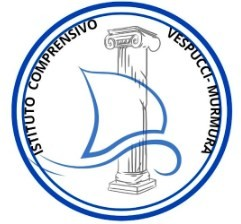 ISTITUTO COMPRENSIVO
VESPUCCI- MURMURA